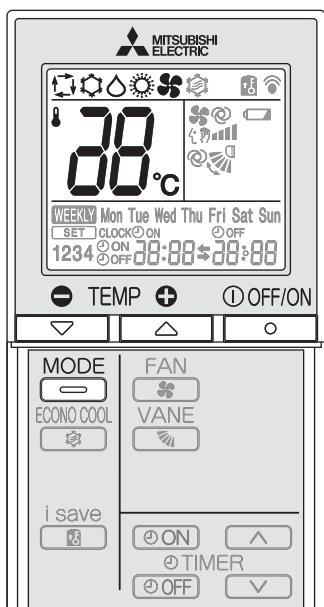 MITSUBISHI
ELECTRIC
88°C
WEEKLY Mon Tue Wed Thu Fri Sat Sun
SET CLOCK ON OFF
1234 ON 88:88 88:88
OFF
TEMP OFF/ON
MODE FAN
ECONO COOL VANE
i save
ON
TIMER
OFF